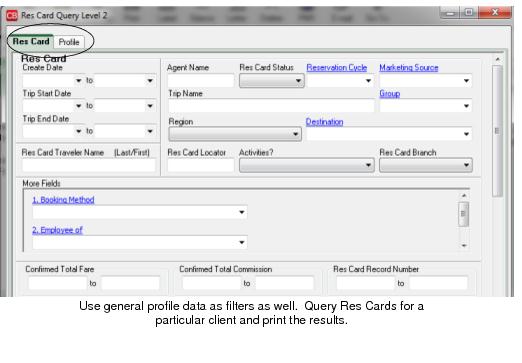 CB Res Card Query Level 2
Res Card Profile
Res Card
Create Date Agent Name Res Card Status Reservation Cycle Marketing Source
to
Trip Start Date Trip Name Group
to
Trip End Date Region Destination
to
Res Card Traveler Name (Last/First) Res Card Locator Activities? Res Card Branch
More Fields
1. Booking Method
2. Employee of
Confirmed Total Fare Confirmed Total Commission Res Card Record Number
to to to
Use general profile data as filters as well. Query Res Cards for a
particular client and print the results.